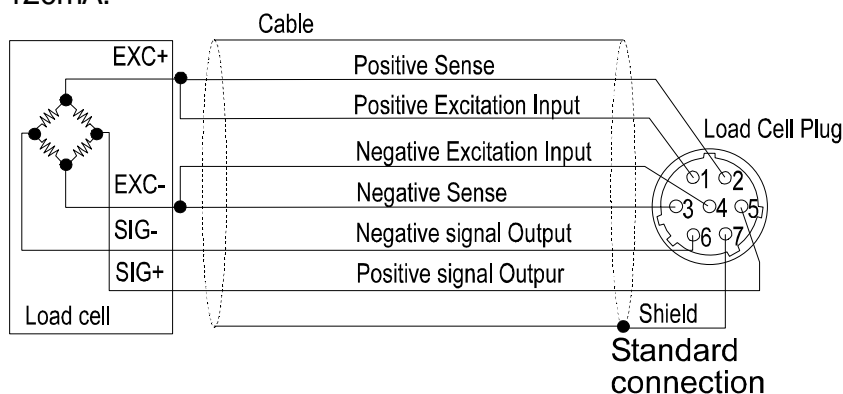 Cable
EXC+
Positive Sense
Positive Excitation Input
Load Cell Plug
Negative Excitation Input
1 2
EXC-
Negative Sense
3 4 5
SIG-
Negative signal Output
6 7
SIG+
Positive signal Outpur
Load cell
Shield
Standard
connection